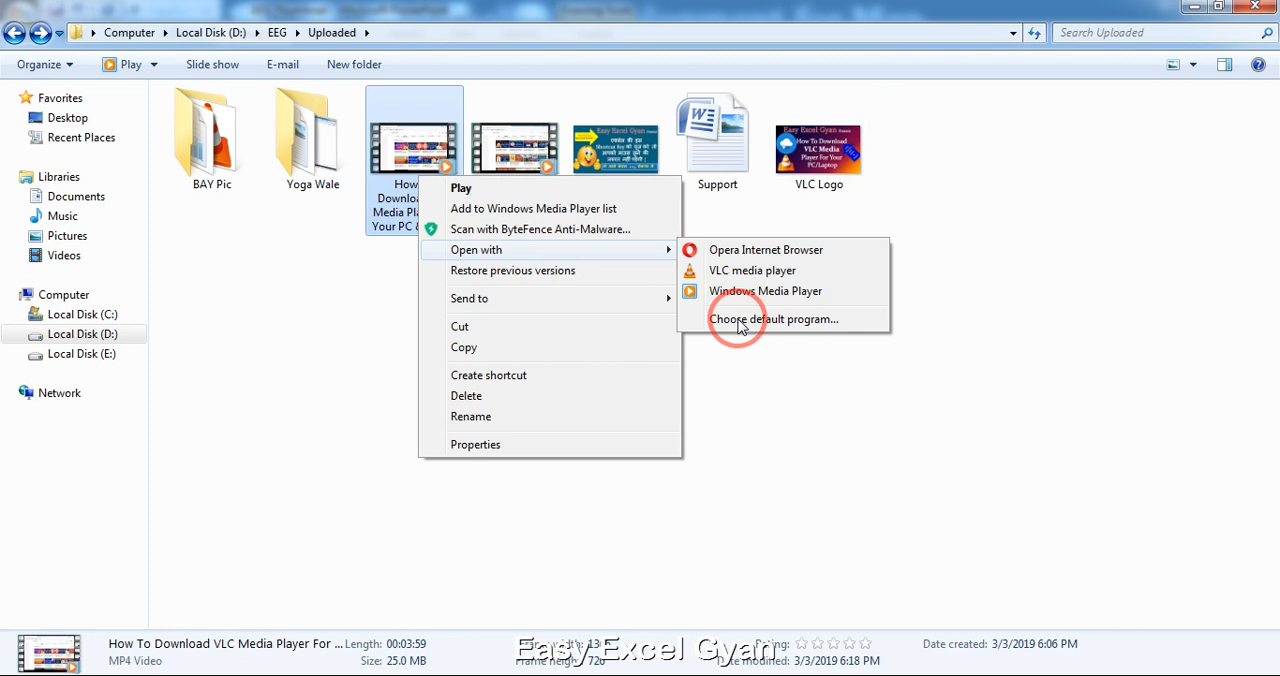 Computer Local Disk (D:) EEG Uploaded
Search Uploaded
Organize Play Slide show E-mail New folder
Favorites
Desktop
Recent Places
Libraries
Documents
Music
Pictures
Videos
Computer
Local Disk (C:)
Local Disk (D:)
Local Disk (E:)
Network
BAY Pic
Yoga Wale
How
Downlo
Media Pl
Your PC &
Easy Excel Gyan
Support
Easy Excel Gyan
How To Download
VLC Media
Player For Your
PC/Laptop
VLC Logo
Play
Add to Windows Media Player list
Scan with ByteFence Anti-Malware...
Open with
Restore previous versions
Send to
Cut
Copy
Create shortcut
Delete
Rename
Properties
Opera Internet Browser
VLC media player
Windows Media Player
Choose default program...
How To Download VLC Media Player For ... Length: 00:03:59
Rating:
Date created: 3/3/2019 6:06 PM
MP4 Video
Size: 25.0 MB
Date modified: 3/3/2019 6:18 PM
Easy Excel Gyan